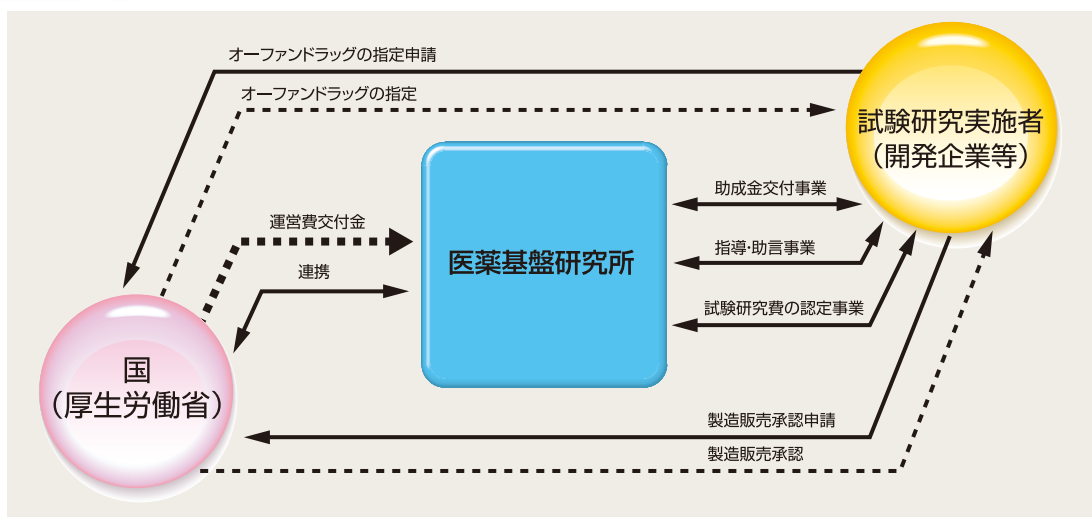 オーファンドラッグの指定申請
オーファンドラッグの指定
試験研究実施者
（開発企業等）
助成金交付事業
運営費交付金
指導・助言事業
医薬基盤研究所
連携
試験研究費の認定事業
国
（厚生労働省）
製造販売承認申請
製造販売承認